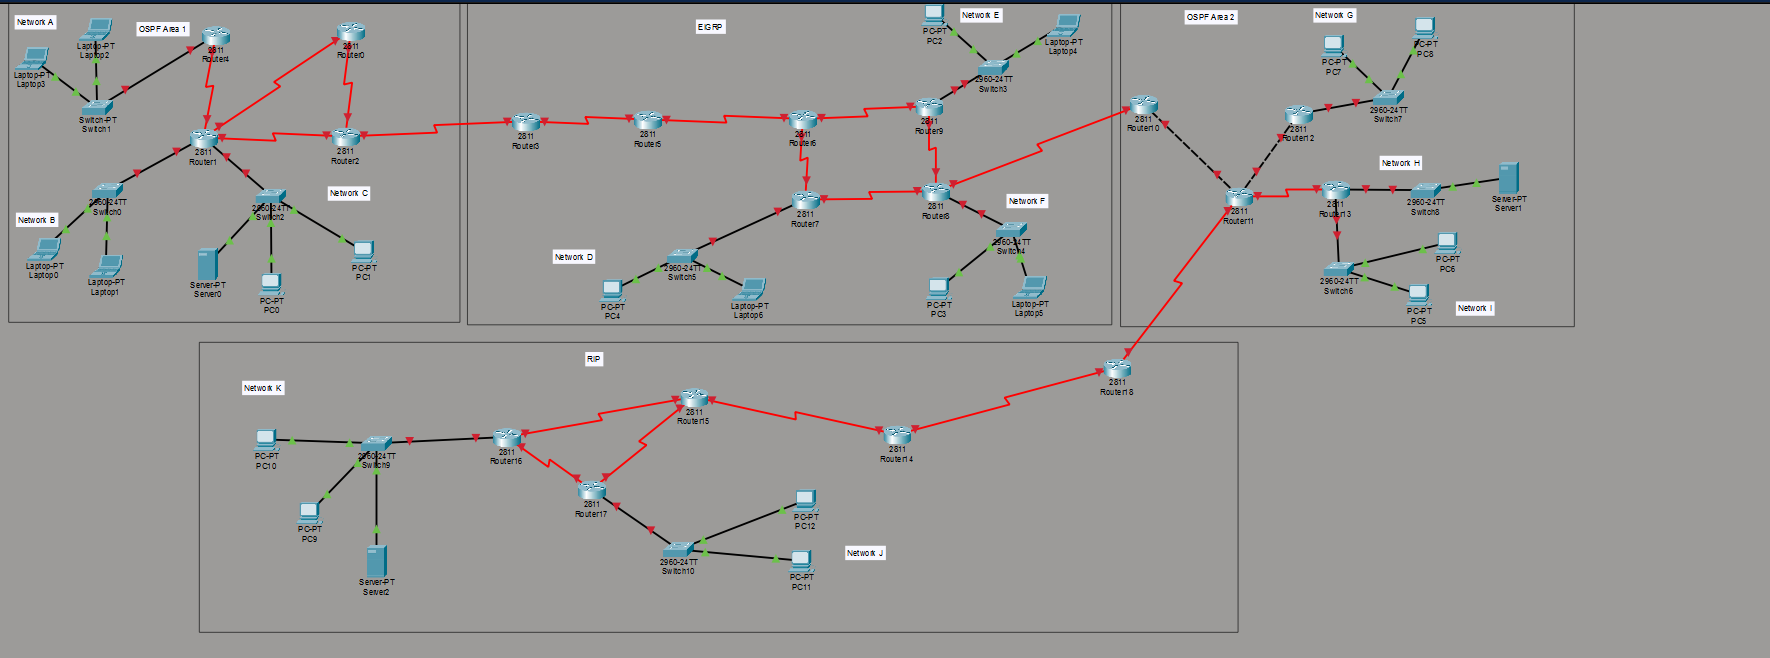 Network A
OSPF Area 1
Laptop-PT
Laptop2
Laptop-PT
Laptop3
2811
Router4
2811
Router0
Switch-PT
Switch1
2811
Router1
2811
Router2
2960-24TT
Switch0
2960-24TT
Switch2
Network C
Network B
Laptop-PT
Laptop0
Laptop-PT
Laptop1
Server-PT
Server0
PC-PT
PC0
PC-PT
PC1
EIGRP
Network E
PC-PT
PC2
Laptop-PT
Laptop4
2960-24TT
Switch3
2811
Router3
2811
Router5
2811
Router6
2811
Router9
2811
Router7
2811
Router8
Network F
2960-24TT
Switch4
Network D
2960-24TT
Switch5
PC-PT
PC4
Laptop-PT
Laptop6
PC-PT
PC3
Laptop-PT
Laptop5
OSPF Area 2
Network G
PC-PT
PC7
PC-PT
PC8
2960-24TT
Switch7
2811
Router10
2811
Router12
Network H
2811
Router11
2811
Router13
2960-24TT
Switch8
Server-PT
Server1
2960-24TT
Switch6
PC-PT
PC6
PC-PT
PC5
Network I
RIP
Network K
2811
Router18
2811
Router15
2811
Router14
2811
Router16
PC-PT
PC10
2960-24TT
Switch9
2811
Router17
PC-PT
PC9
PC-PT
PC12
Network J
2960-24TT
Switch10
PC-PT
PC11
Server-PT
Server2